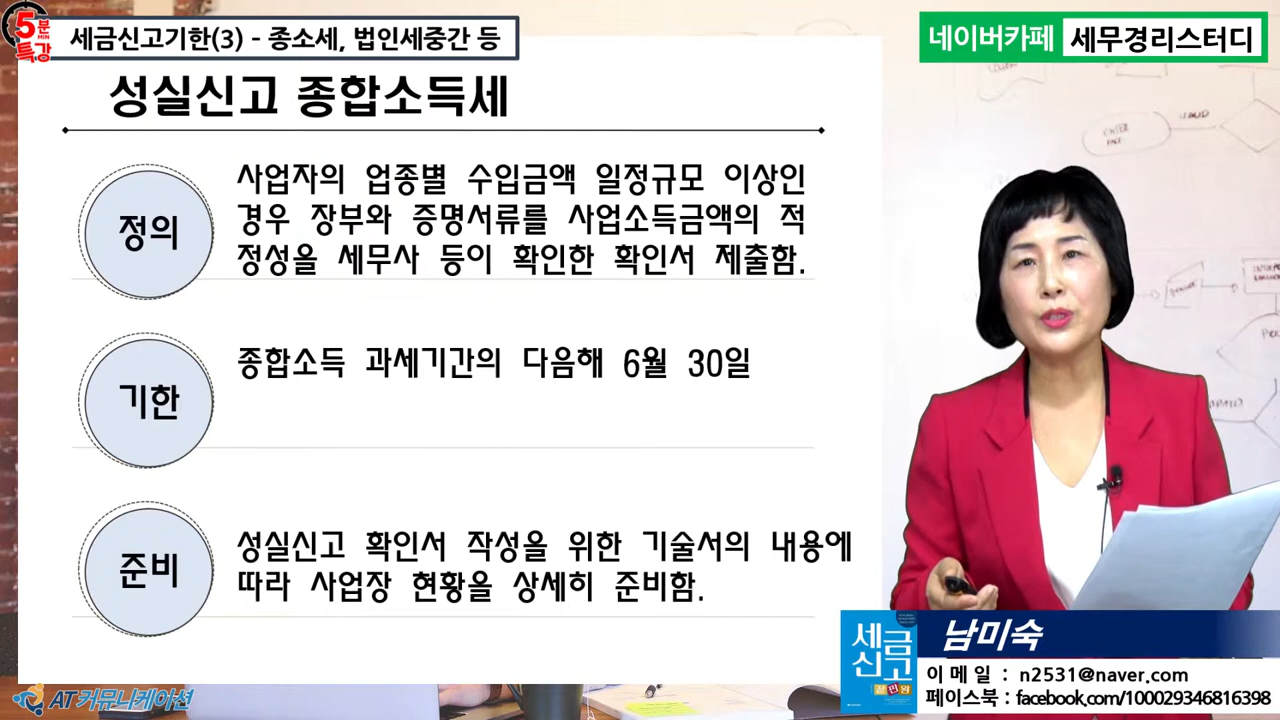 5분
MIN
특강
세금신고기한(3) - 종소세, 법인세중간 등
네이버카페 세무경리스터디
성실신고 종합소득세
정의
사업자의 업종별 수입금액 일정규모 이상인
경우 장부와 증명서류를 사업소득금액의 적
정성을 세무사 등이 확인한 확인서 제출함.
기한
종합소득 과세기간의 다음해 6월 30일
준비
성실신고 확인서 작성을 위한 기술서의 내용에
따라 사업장 현황을 상세히 준비함.
VALID
세금
신고
끝판왕
남미숙
이메일 : n2531@naver.com
페이스북 : facebook.com/100029346816398
AT커뮤니케이션